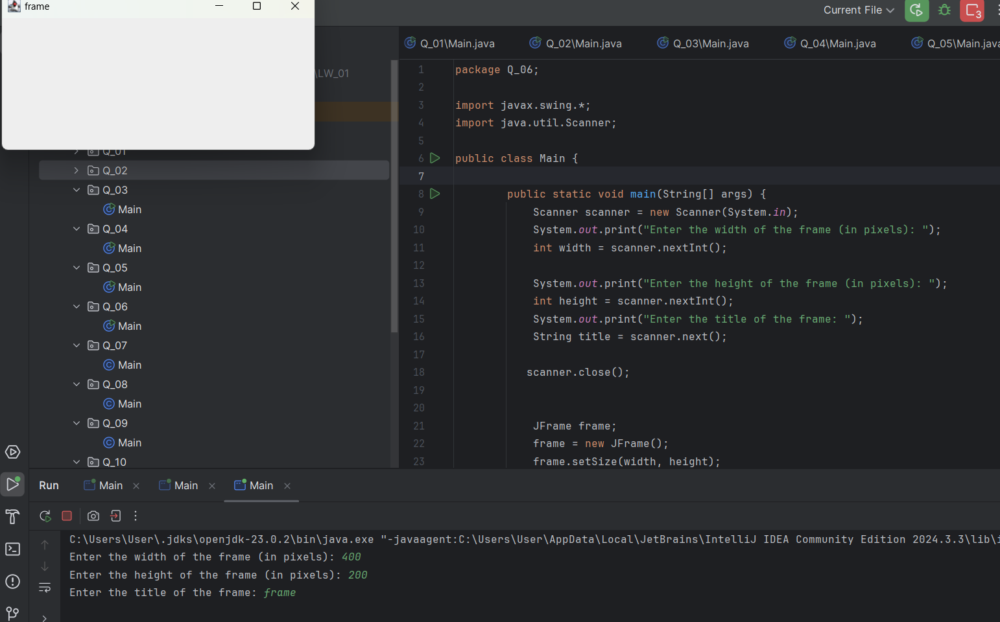 frame
Current File
3
Q_01\Main.java
Q_02\Main.java
Q_03\Main.java
Q_04\Main.java
Q_05\Main.java
\LW_01
Q_01
Q_02
Q_03
Main
Q_04
Main
Q_05
Main
Q_06
Main
Q_07
Main
Q_08
Main
Q_09
Main
Q_10
1 package Q_06;
2
3 import javax.swing.*;
4 import java.util.Scanner;
5
6 public class Main {
7
8 public static void main(String[] args) {
9 Scanner scanner = new Scanner(System.in);
10 System.out.print("Enter the width of the frame (in pixels): ");
11 int width = scanner.nextInt();
12
13 System.out.print("Enter the height of the frame (in pixels): ");
14 int height = scanner.nextInt();
15 System.out.print("Enter the title of the frame: ");
16 String title = scanner.next();
17
18 scanner.close();
19
20
21 JFrame frame;
22 frame = new JFrame();
23 frame.setSize(width, height);
Run Main Main Main
C:\Users\User\.jdks\openjdk-23.0.2\bin\java.exe "-javaagent:C:\Users\User\AppData\Local\JetBrains\IntelliJ IDEA Community Edition 2024.3.3\lib\i
Enter the width of the frame (in pixels): 400
Enter the height of the frame (in pixels): 200
Enter the title of the frame: frame